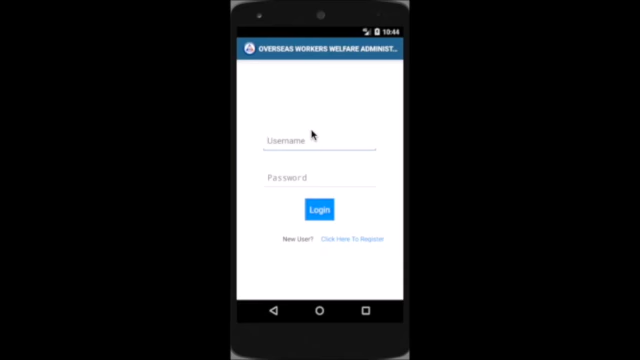 10:44
OVERSEAS WORKERS WELFARE ADMINIST...
Username
Password
Login
New User? Click Here To Register